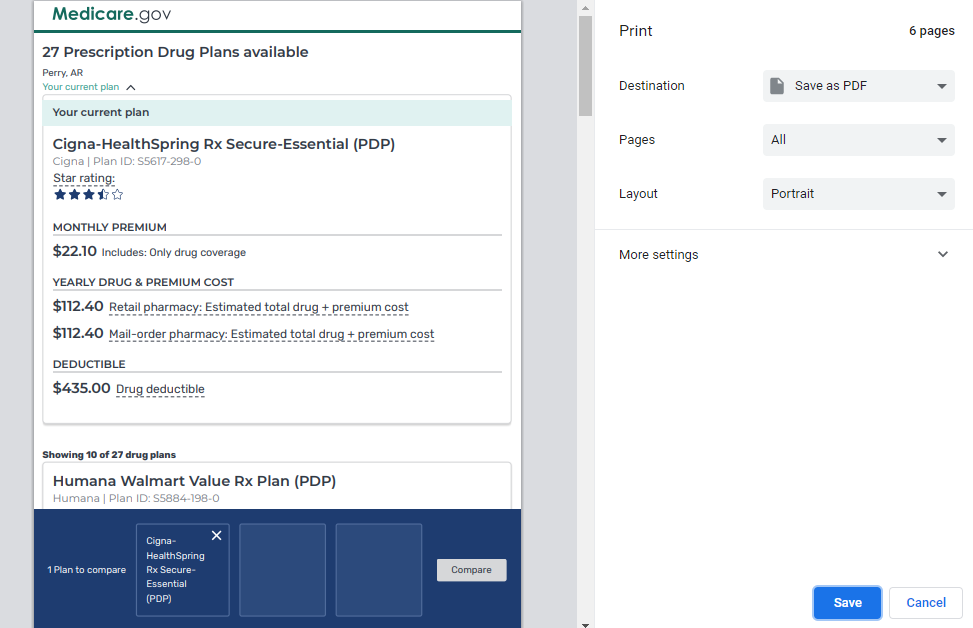 Medicare.gov
27 Prescription Drug Plans available
Perry, AR
Your current plan
Your current plan
Cigna-HealthSpring Rx Secure-Essential (PDP)
Cigna | Plan ID: S5617-298-0
Star rating:
MONTHLY PREMIUM
$22.10 Includes: Only drug coverage
YEARLY DRUG & PREMIUM COST
$112.40 Retail pharmacy: Estimated total drug + premium cost
$112.40 Mail-order pharmacy: Estimated total drug + premium cost
DEDUCTIBLE
$435.00 Drug deductible
Showing 10 of 27 drug plans
Humana Walmart Value Rx Plan (PDP)
Humana | Plan ID: S5884-198-0
1 Plan to compare
Cigna-
HealthSpring
Rx Secure-
Essential
(PDP)
Compare
Print 6 pages
Destination Save as PDF
Pages All
Layout Portrait
More settings
Save Cancel